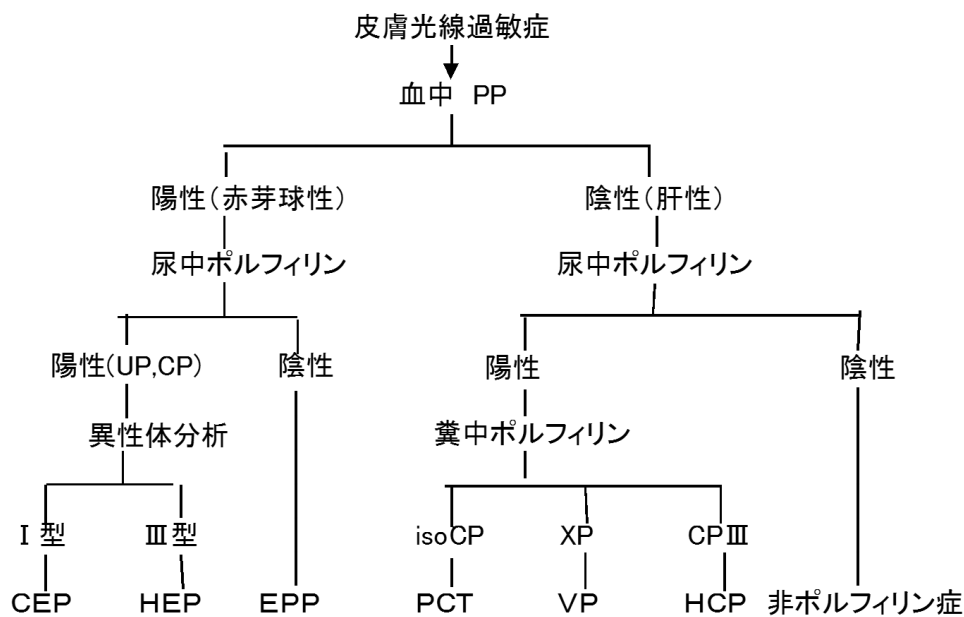 皮膚光線過敏症
血中 PP
陽性（赤芽球性） 陰性（肝性）
尿中ポルフィリン 尿中ポルフィリン
陽性(UP,CP) 陰性 陽性 陰性
異性体分析 糞中ポルフィリン
Ⅰ型 Ⅲ型 isoCP XP CPⅢ
CEP HEP EPP PCT VP HCP 非ポルフィリン症